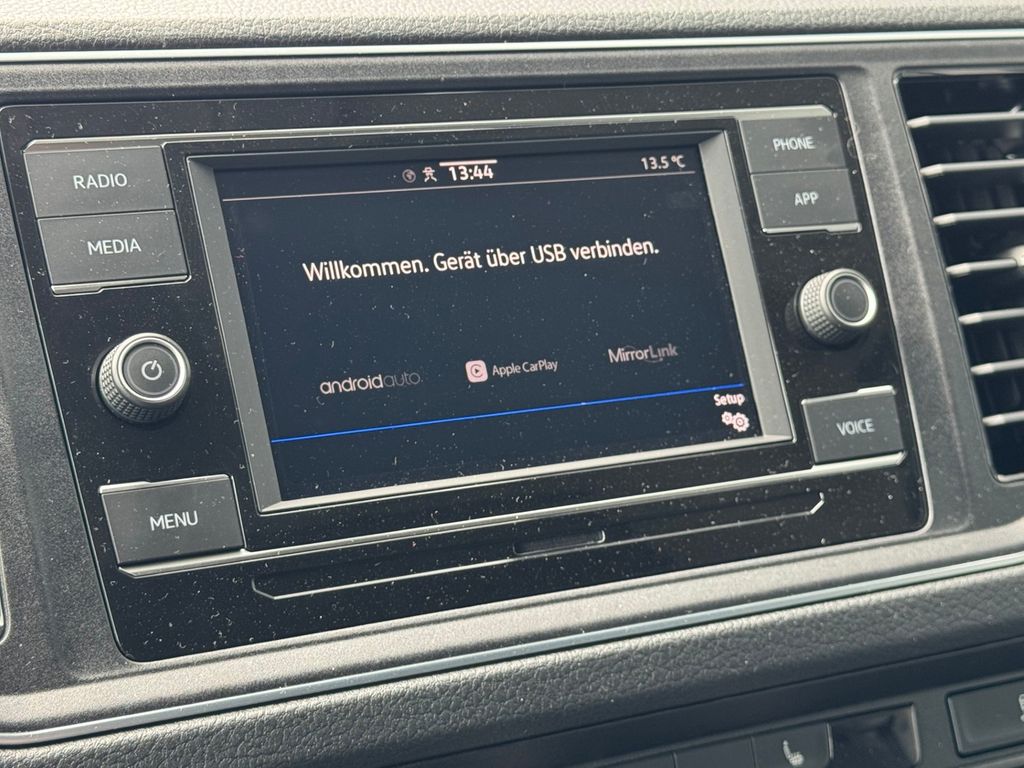 RADIO
MEDIA
MENU
13:44
13.5 °C
Willkommen. Gerät über USB verbinden.
androidauto
Apple CarPlay
MirrorLink
Setup
PHONE
APP
VOICE